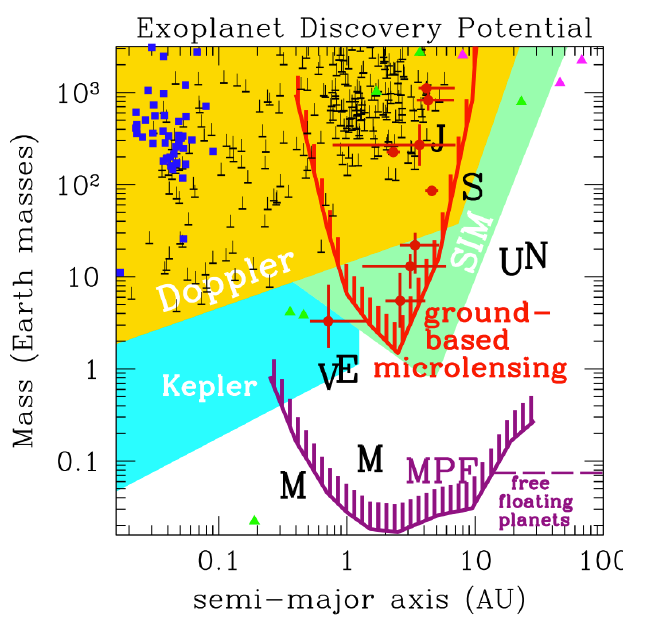 Exoplanet Discovery Potential
10³
10²
10
1
0.1
Mass (Earth masses)
J
S
SIM
U N
Doppler
ground-
based
microlensing
Kepler
V E
M
M
MPF
free
floating
planets
0.1
1
10
100
semi-major axis (AU)